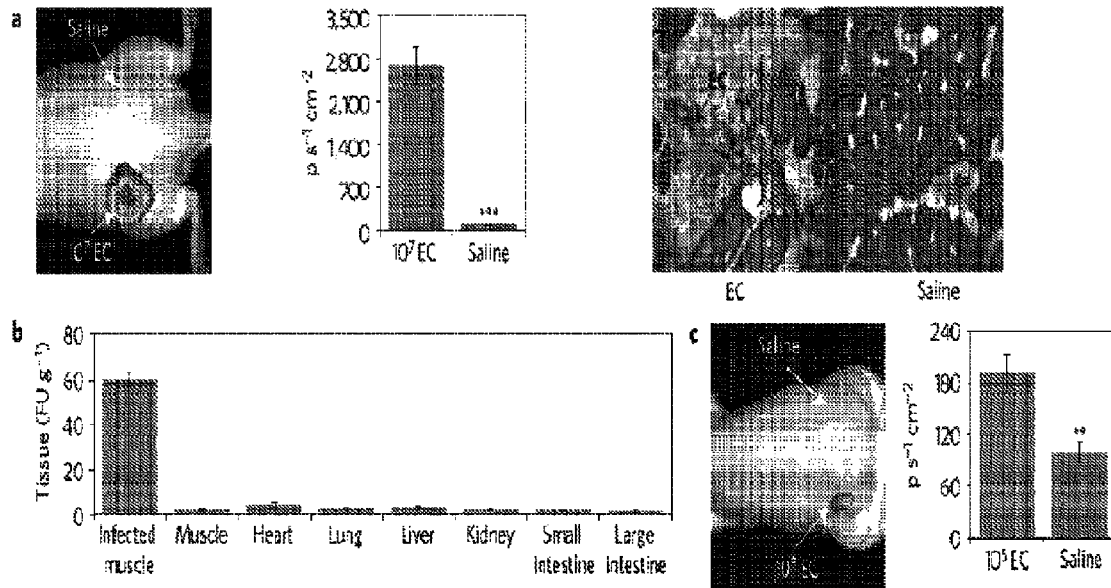 a
Saline
EC
3,500
2,800
2,100
1,400
700
0
p s⁻¹ cm⁻²
***
10⁷ EC
Saline
EC
Saline
b
80
60
40
20
0
Tissue (FU g⁻¹)
Infected muscle
Muscle
Heart
Lung
Liver
Kidney
Small Intestine
Large Intestine
c
Saline
EC
240
180
120
60
0
p s⁻¹ cm⁻²
**
10⁵ EC
Saline